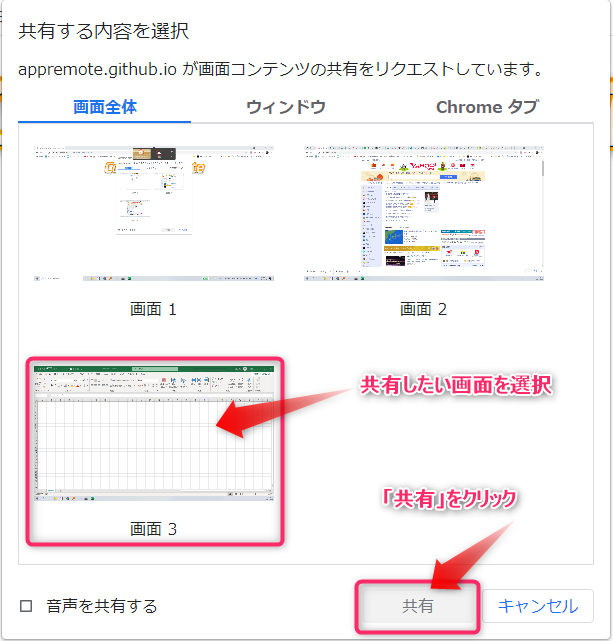 共有する内容を選択
appremote.github.io が画面コンテンツの共有をリクエストしています。
画面全体 ウィンドウ Chrome タブ
画面 1 画面 2
共有したい画面を選択
「共有」をクリック
画面 3
音声を共有する 共有 キャンセル